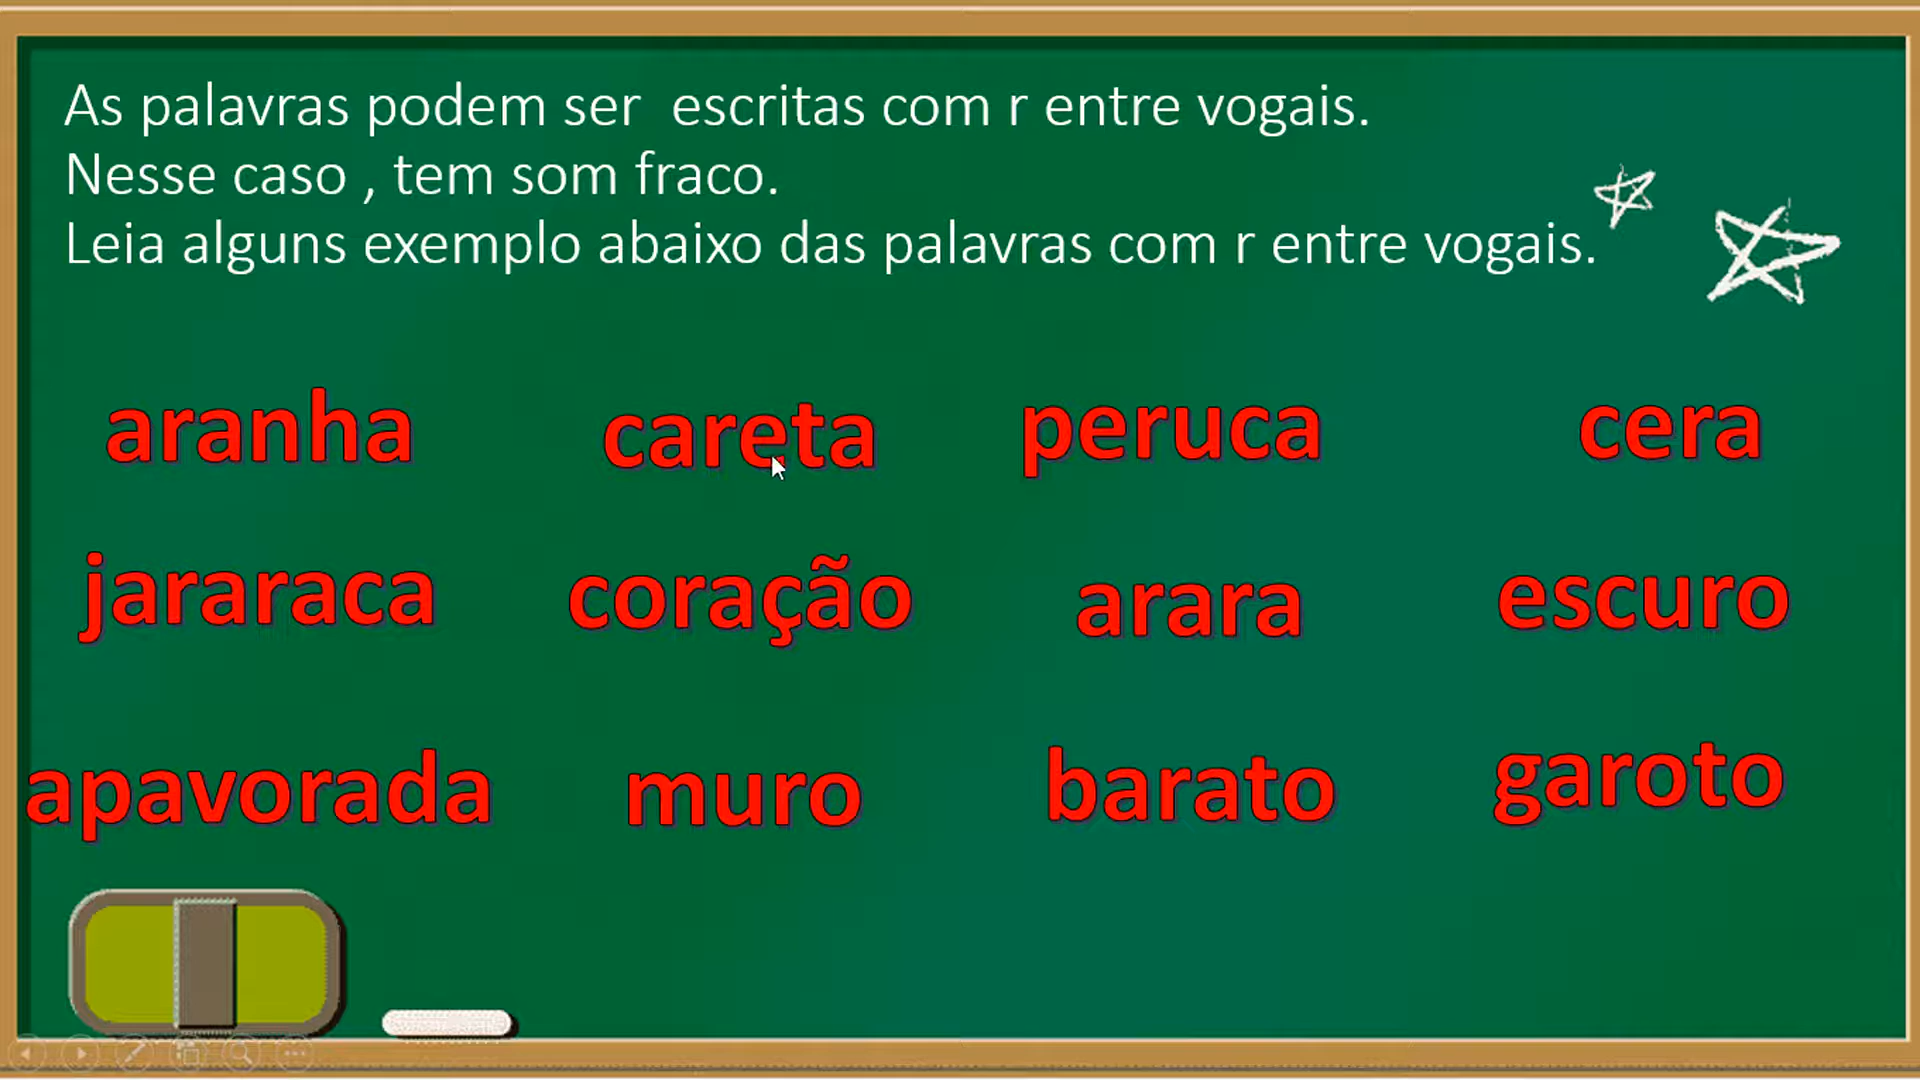 As palavras podem ser  escritas com r entre vogais.
Nesse caso , tem som fraco.
Leia alguns exemplo abaixo das palavras com r entre vogais.
aranha careta peruca cera
jararaca coração arara escuro
apavorada muro barato garoto